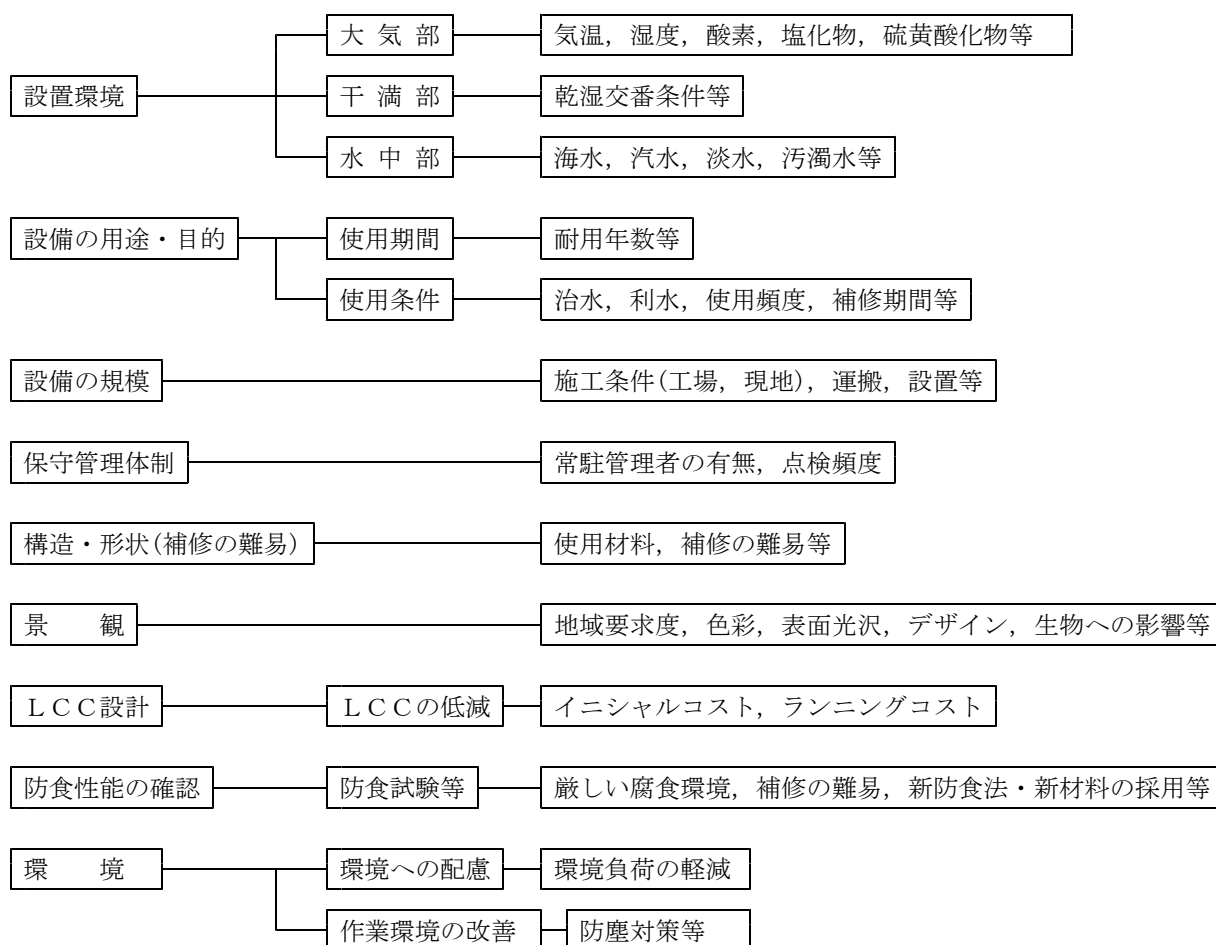 大 気 部 気温，湿度，酸素，塩化物，硫黄酸化物等
設置環境 干 満 部 乾湿交番条件等
水 中 部 海水，汽水，淡水，汚濁水等
設備の用途・目的 使用期間 耐用年数等
使用条件 治水，利水，使用頻度，補修期間等
設備の規模 施工条件(工場，現地)，運搬，設置等
保守管理体制 常駐管理者の有無，点検頻度
構造・形状(補修の難易) 使用材料，補修の難易等
景　　観 地域要求度，色彩，表面光沢，デザイン，生物への影響等
ＬＣＣ設計 ＬＣＣの低減 イニシャルコスト，ランニングコスト
防食性能の確認 防食試験等 厳しい腐食環境，補修の難易，新防食法・新材料の採用等
環　　境 環境への配慮 環境負荷の軽減
作業環境の改善 防塵対策等